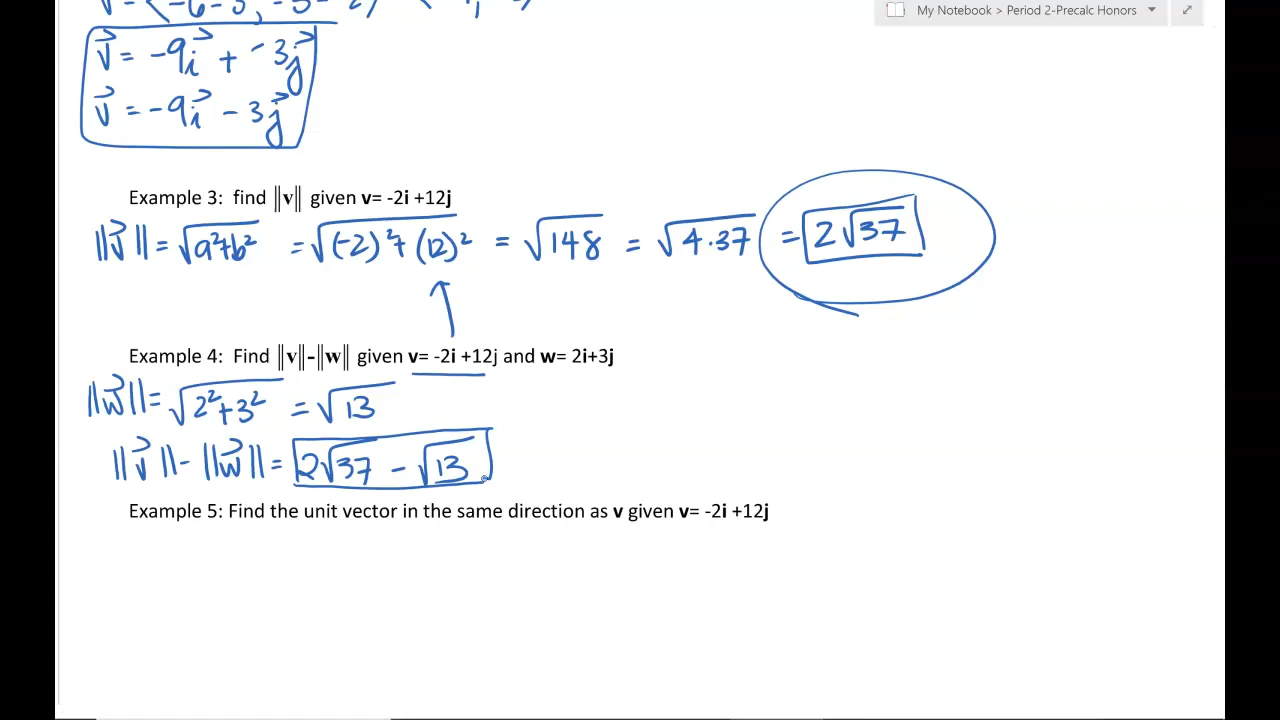 My Notebook > Period 2-Precalc Honors
v⃗ = -9i⃗ + -3j⃗
v⃗ = -9i⃗ - 3j⃗
Example 3: find ‖v‖ given v= -2i +12j
‖v⃗‖ = √(a²+b²) = √((-2)²+(12)²) = √148 = √(4·37) = 2√37
Example 4: Find ‖v‖-‖w‖ given v= -2i +12j and w= 2i+3j
‖w⃗‖ = √(2²+3²) = √13
‖v⃗‖ - ‖w⃗‖ = 2√37 - √13
Example 5: Find the unit vector in the same direction as v given v= -2i +12j